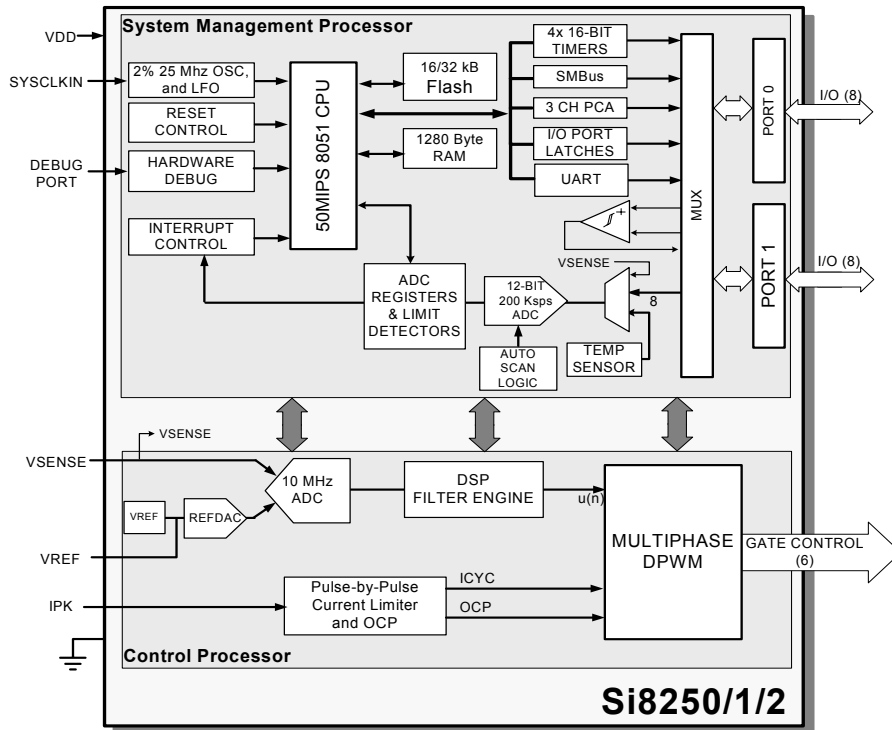 System Management Processor
VDD
SYSCLKIN
DEBUG
PORT
2% 25 Mhz OSC,
and LFO
RESET
CONTROL
HARDWARE
DEBUG
INTERRUPT
CONTROL
50MIPS 8051 CPU
16/32 kB
Flash
1280 Byte
RAM
4x 16-BIT
TIMERS
SMBus
3 CH PCA
I/O PORT
LATCHES
UART
MUX
PORT 0
I/O (8)
PORT 1
I/O (8)
+
VSENSE
8
ADC
REGISTERS
& LIMIT
DETECTORS
12-BIT
200 Ksps
ADC
AUTO
SCAN
LOGIC
TEMP
SENSOR
VSENSE
VSENSE
10 MHz
ADC
DSP
FILTER ENGINE
u(n)
VREF
REFDAC
VREF
MULTIPHASE
DPWM
GATE CONTROL
(6)
IPK
Pulse-by-Pulse
Current Limiter
and OCP
ICYC
OCP
Control Processor
Si8250/1/2